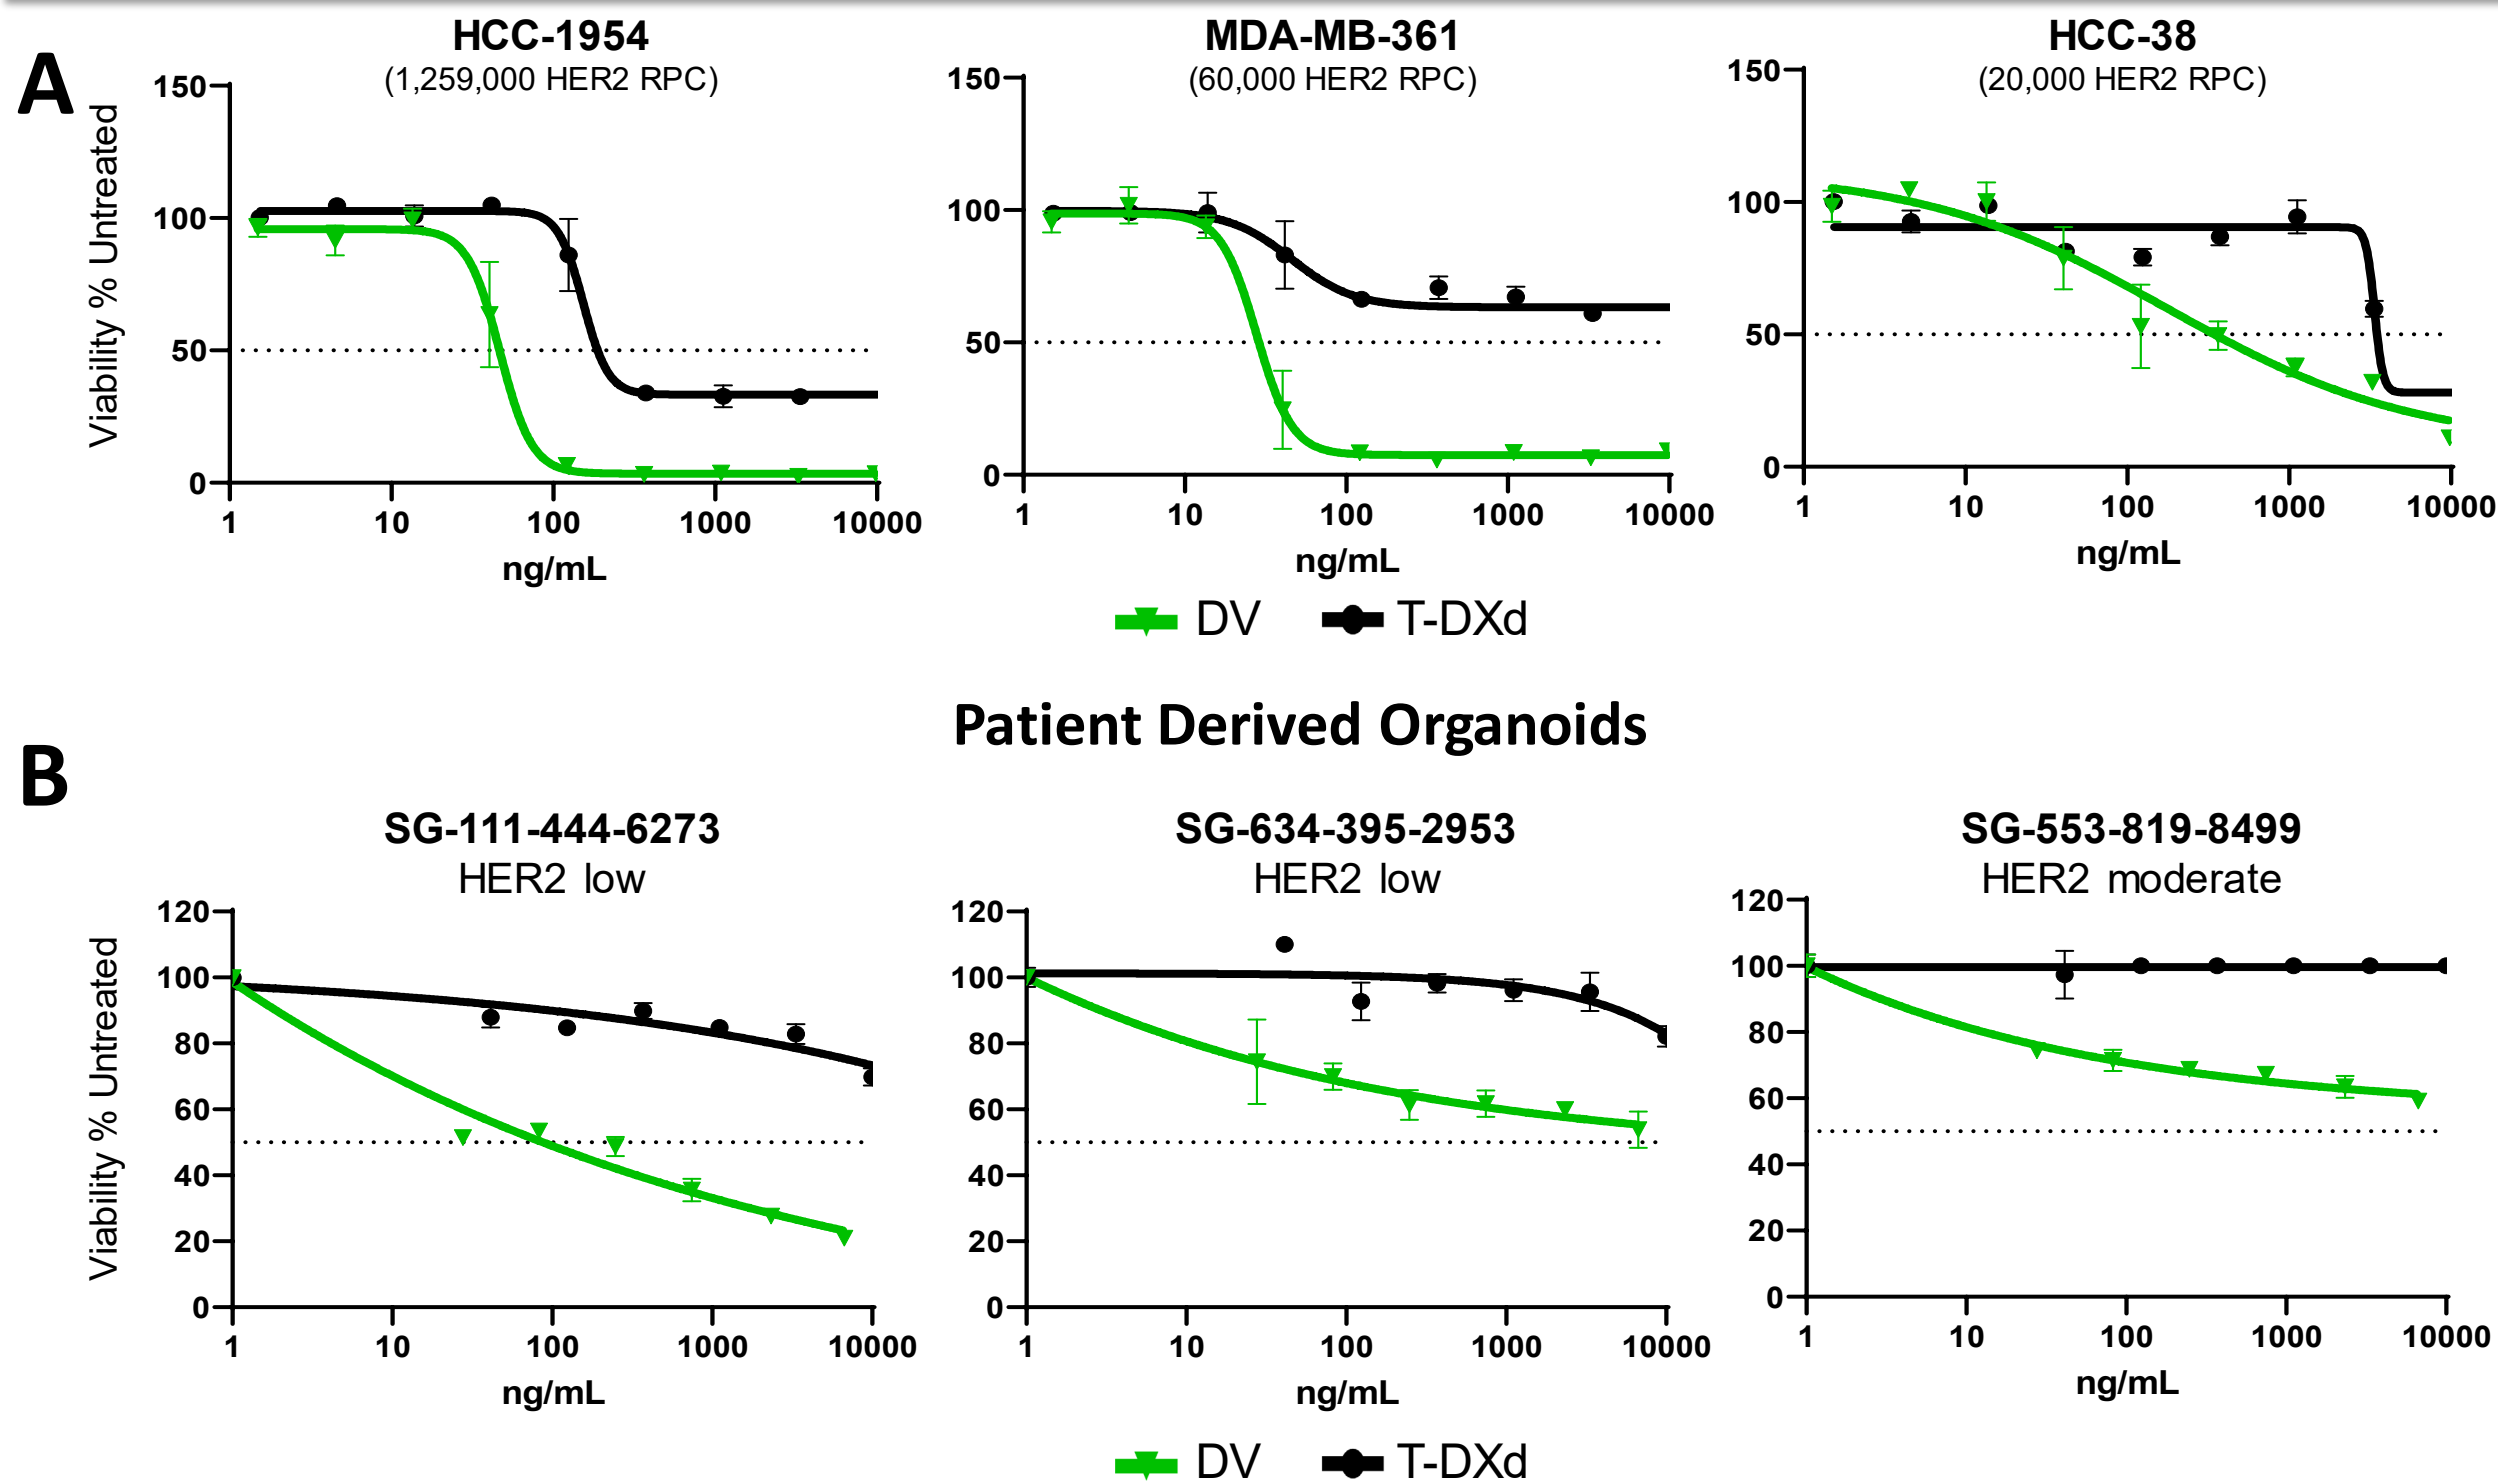 A
HCC-1954
(1,259,000 HER2 RPC)
Viability % Untreated
150
100
50
0
1 10 100 1000 10000
ng/mL
MDA-MB-361
(60,000 HER2 RPC)
150
100
50
0
1 10 100 1000 10000
ng/mL
HCC-38
(20,000 HER2 RPC)
150
100
50
0
1 10 100 1000 10000
ng/mL
DV T-DXd
Patient Derived Organoids
B
SG-111-444-6273
HER2 low
Viability % Untreated
120
100
80
60
40
20
0
1 10 100 1000 10000
ng/mL
SG-634-395-2953
HER2 low
120
100
80
60
40
20
0
1 10 100 1000 10000
ng/mL
SG-553-819-8499
HER2 moderate
120
100
80
60
40
20
0
1 10 100 1000 10000
ng/mL
DV T-DXd